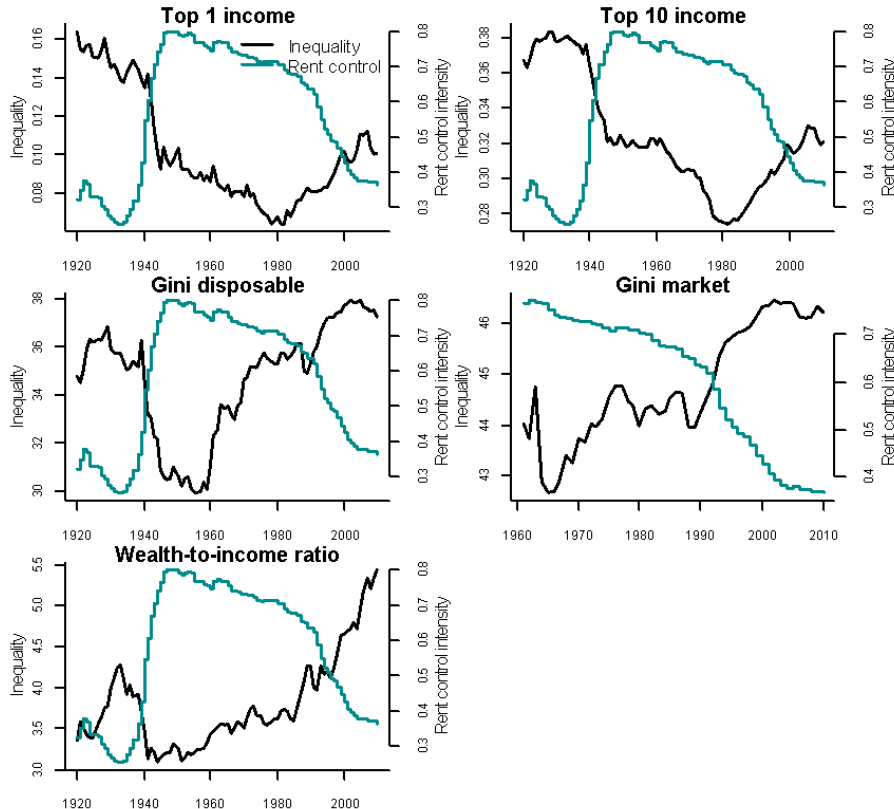 Top 1 income
Inequality
Rent control
Inequality
0.08 0.10 0.12 0.14 0.16
0.3 0.4 0.5 0.6 0.7 0.8
Rent control intensity
1920 1940 1960 1980 2000
Top 10 income
Inequality
0.28 0.30 0.32 0.34 0.36 0.38
0.3 0.4 0.5 0.6 0.7 0.8
Rent control intensity
1920 1940 1960 1980 2000
Gini disposable
Inequality
30 32 34 36 38
0.3 0.4 0.5 0.6 0.7 0.8
Rent control intensity
1920 1940 1960 1980 2000
Gini market
Inequality
43 44 45 46
0.4 0.5 0.6 0.7
Rent control intensity
1960 1970 1980 1990 2000 2010
Wealth-to-income ratio
Inequality
3.0 3.5 4.0 4.5 5.0 5.5
0.3 0.4 0.5 0.6 0.7 0.8
Rent control intensity
1920 1940 1960 1980 2000